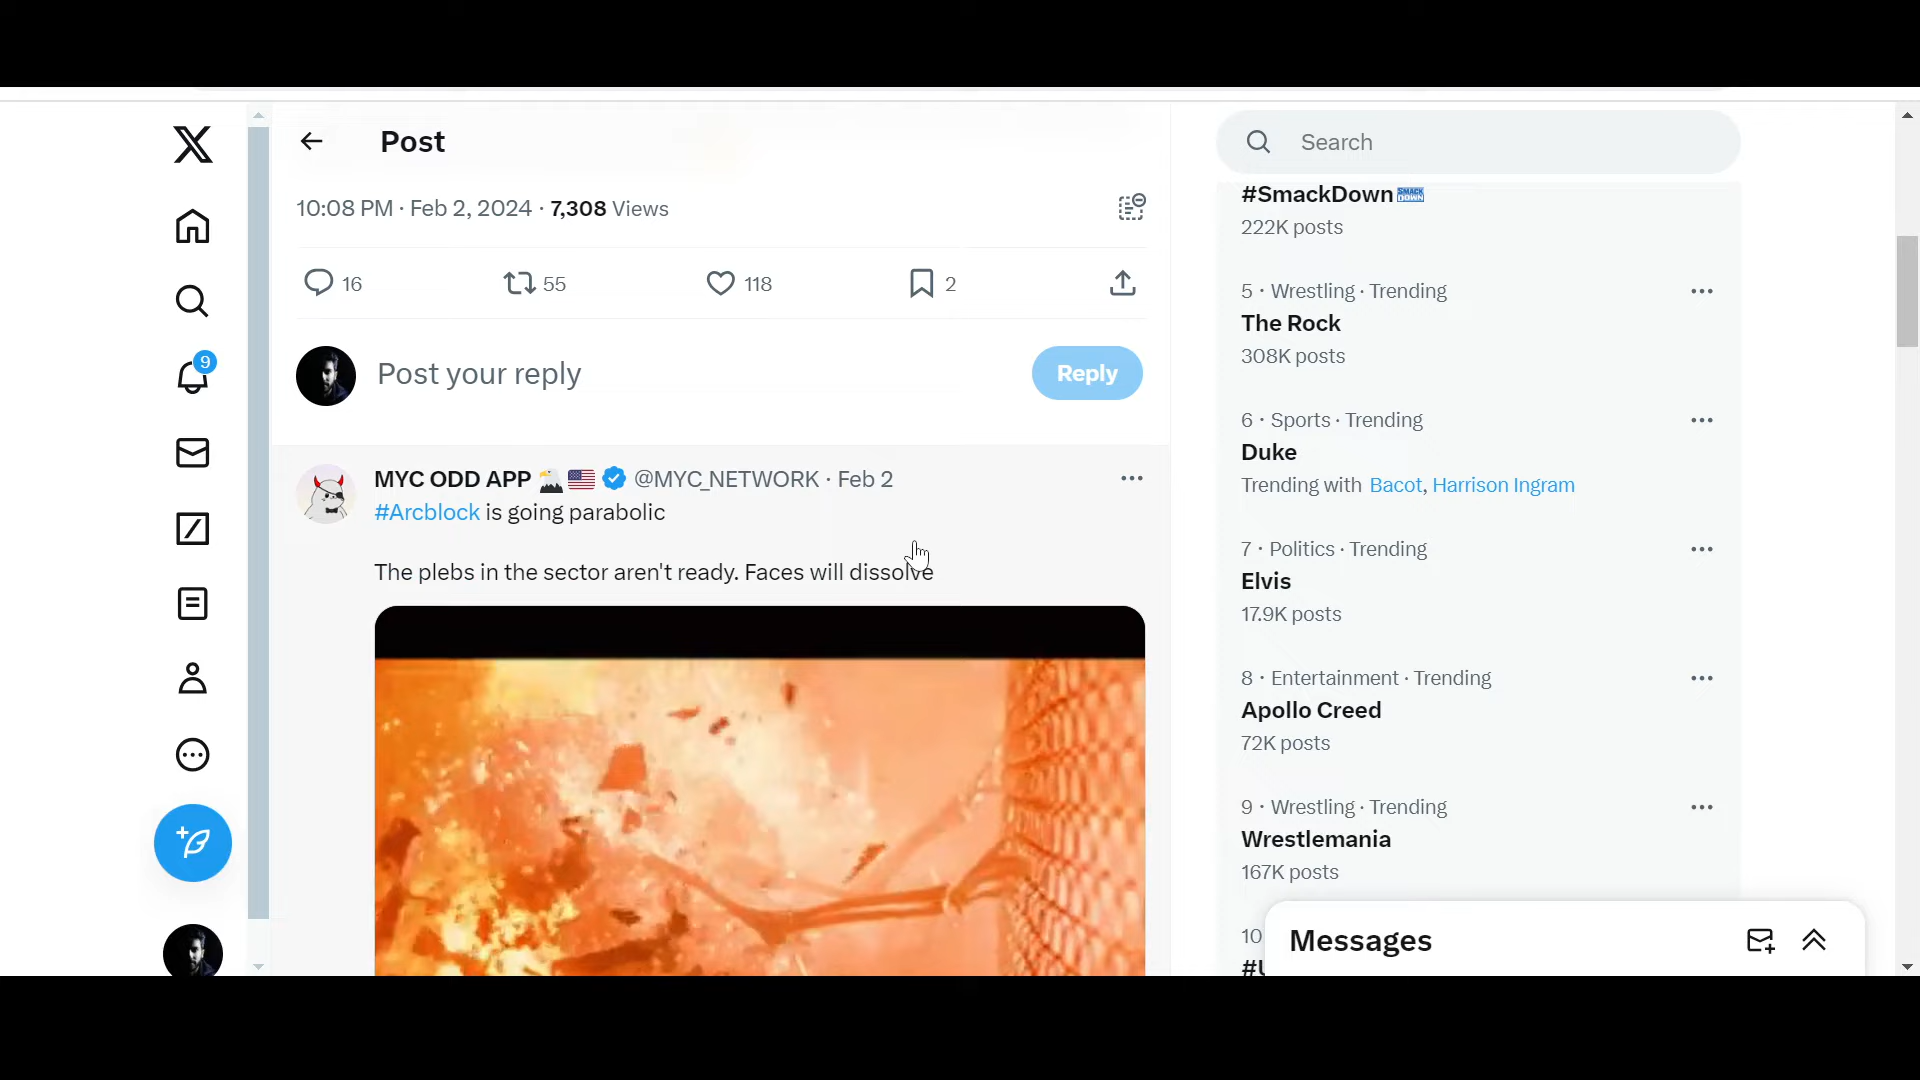 Post
10:08 PM · Feb 2, 2024 · 7,308 Views
16
55
118
2
Post your reply
Reply
9
MYC ODD APP @MYC_NETWORK · Feb 2
#Arcblock is going parabolic
The plebs in the sector aren't ready. Faces will dissolve
Search
#SmackDown SMACK DOWN
222K posts
5 · Wrestling · Trending
The Rock
308K posts
6 · Sports · Trending
Duke
Trending with Bacot, Harrison Ingram
7 · Politics · Trending
Elvis
17.9K posts
8 · Entertainment · Trending
Apollo Creed
72K posts
9 · Wrestling · Trending
Wrestlemania
167K posts
10
Messages